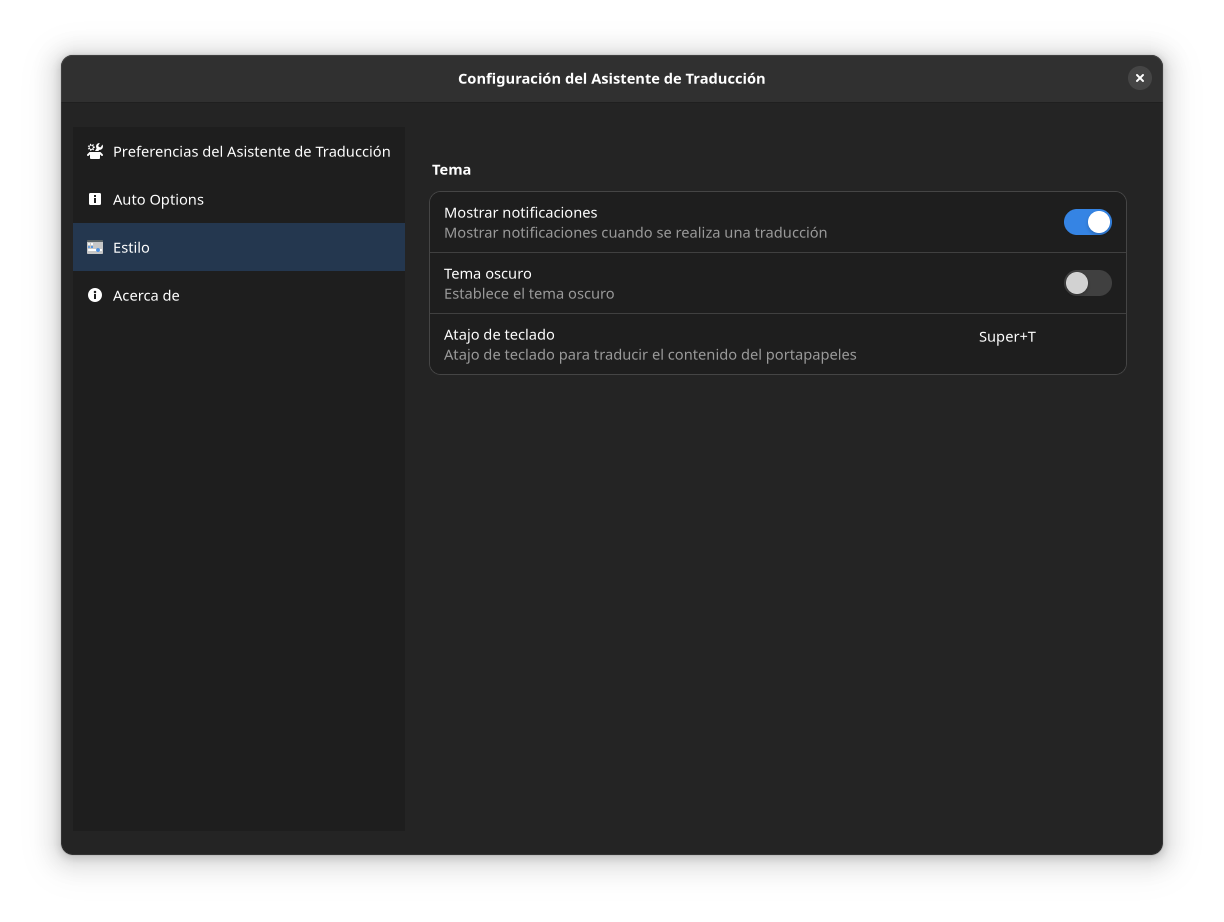 Configuración del Asistente de Traducción
Preferencias del Asistente de Traducción
Auto Options
Estilo
Acerca de
Tema
Mostrar notificaciones
Mostrar notificaciones cuando se realiza una traducción
Tema oscuro
Establece el tema oscuro
Atajo de teclado
Atajo de teclado para traducir el contenido del portapapeles
Super+T